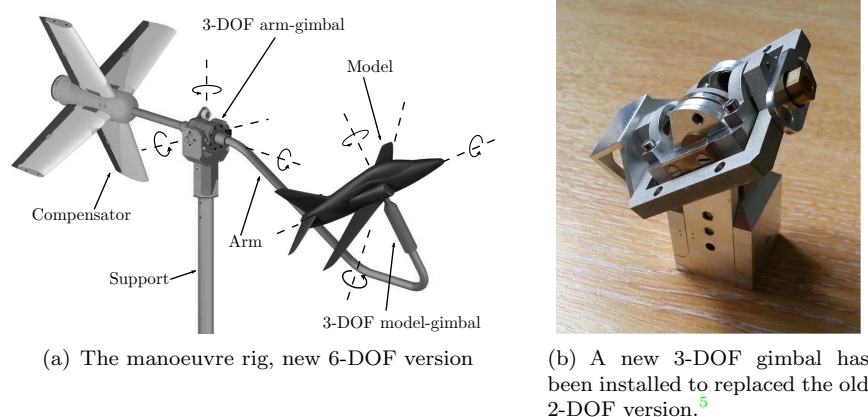 3-DOF arm-gimbal
Model
Compensator
Arm
Support
3-DOF model-gimbal
(a) The manoeuvre rig, new 6-DOF version
(b) A new 3-DOF gimbal has
been installed to replaced the old
2-DOF version.5